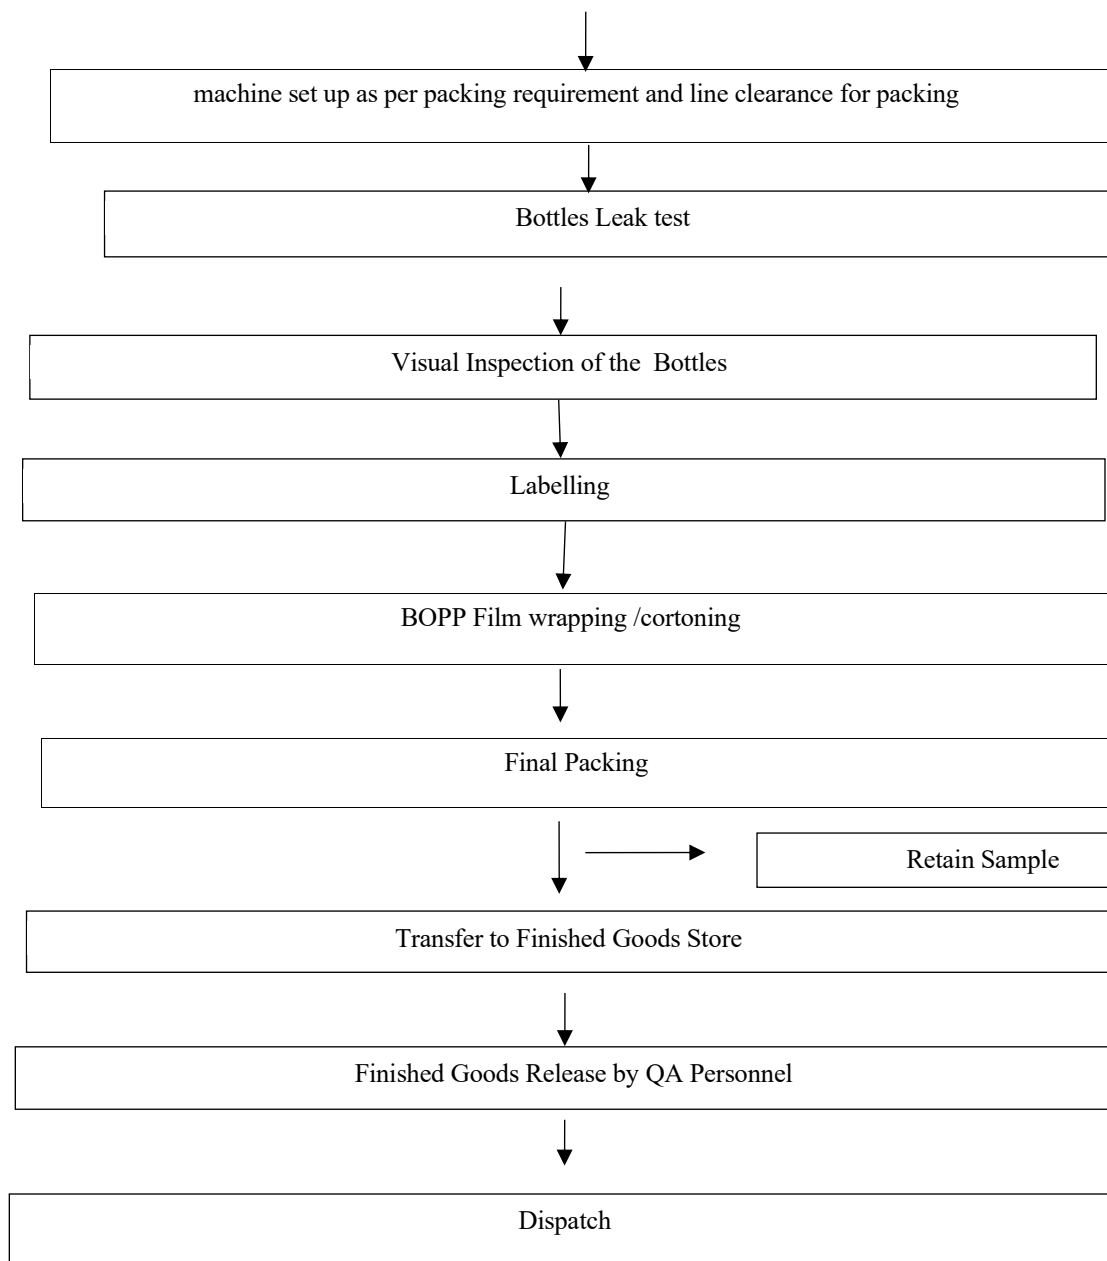 machine set up as per packing requirement and line clearance for packing
Bottles Leak test
Visual Inspection of the  Bottles
Labelling
BOPP Film wrapping /cortoning
Final Packing
Retain Sample
Transfer to Finished Goods Store
Finished Goods Release by QA Personnel
Dispatch